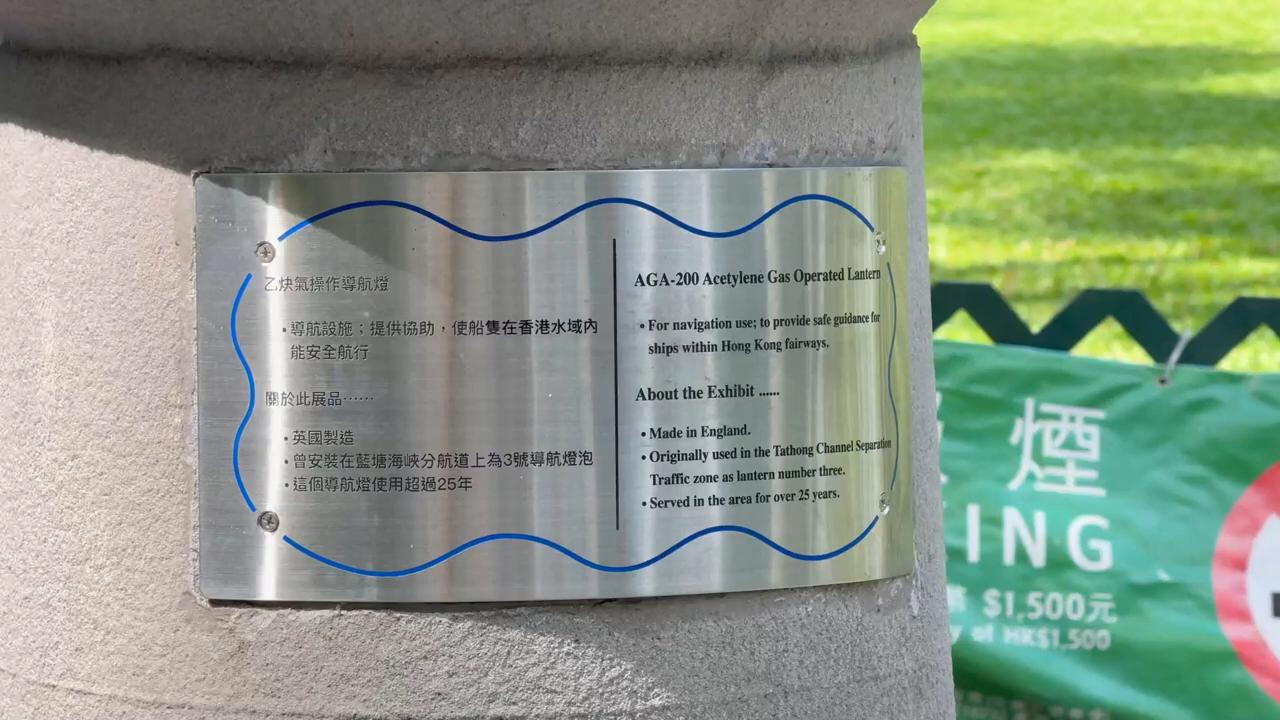 乙炔氣操作導航燈
•導航設施；提供協助，使船隻在香港水域內
能安全航行
關於此展品……
•英國製造
•曾安裝在藍塘海峽分航道上為3號導航燈泡
•這個導航燈使用超過25年
AGA-200 Acetylene Gas Operated Lantern
• For navigation use; to provide safe guidance for
ships within Hong Kong fairways.
About the Exhibit ......
• Made in England.
• Originally used in the Tathong Channel Separation
Traffic zone as lantern number three.
• Served in the area for over 25 years.
煙
ING
$1,500元
of HK$1,500